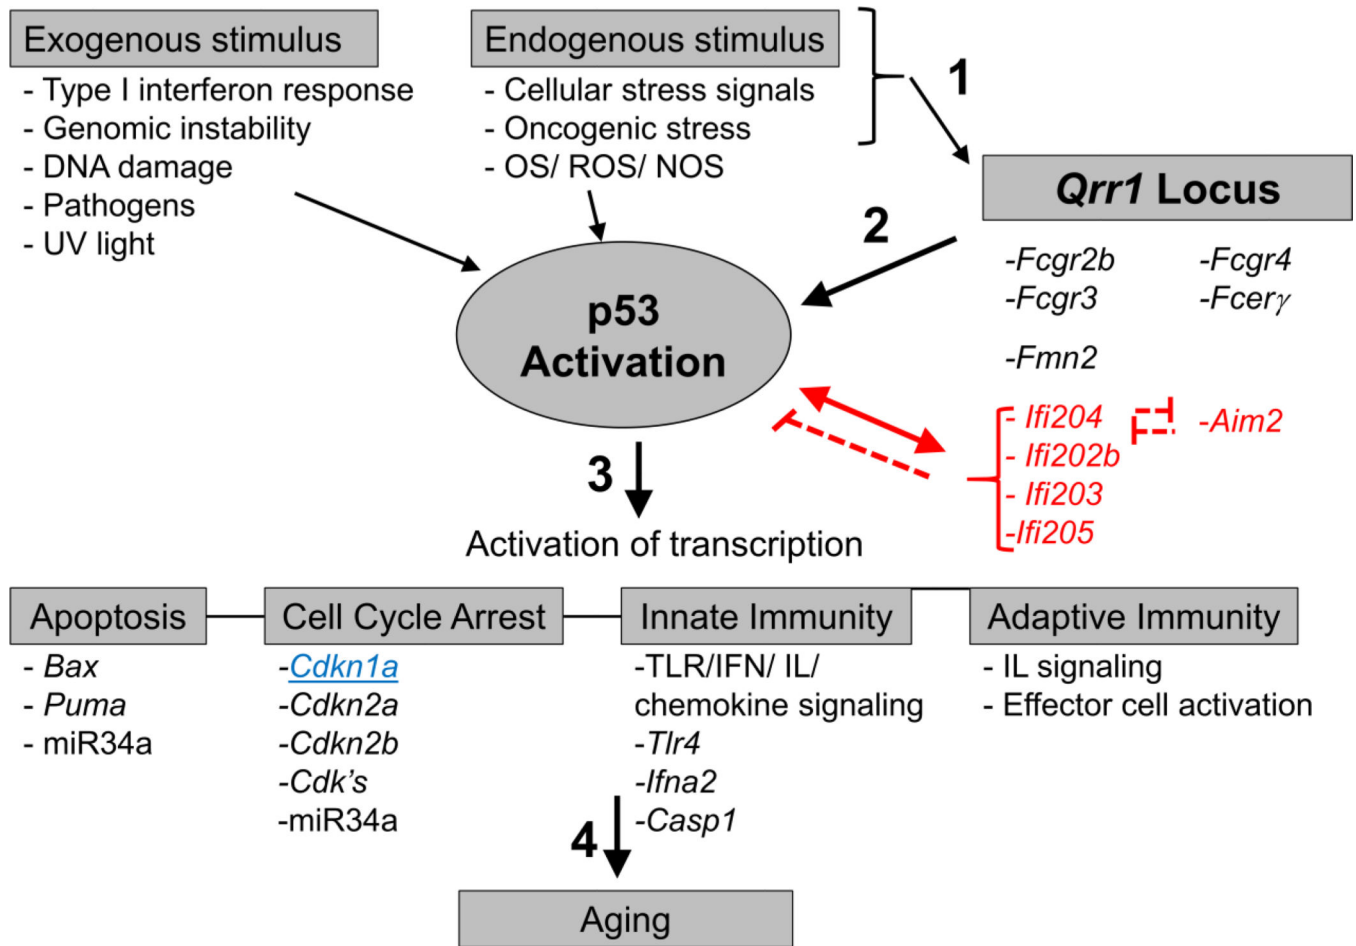 Exogenous stimulus
- Type I interferon response
- Genomic instability
- DNA damage
- Pathogens
- UV light
Endogenous stimulus
- Cellular stress signals
- Oncogenic stress
- OS/ ROS/ NOS
1
Qrr1 Locus
-Fcgr2b
-Fcgr4
-Fcgr3
-Fcerγ
-Fmn2
- Ifi204
-Aim2
- Ifi202b
- Ifi203
-Ifi205
2
p53
Activation
3
Activation of transcription
Apoptosis
- Bax
- Puma
- miR34a
Cell Cycle Arrest
-Cdkn1a
-Cdkn2a
-Cdkn2b
-Cdk’s
-miR34a
Innate Immunity
-TLR/IFN/ IL/
chemokine signaling
-Tlr4
-Ifna2
-Casp1
Adaptive Immunity
- IL signaling
- Effector cell activation
4
Aging